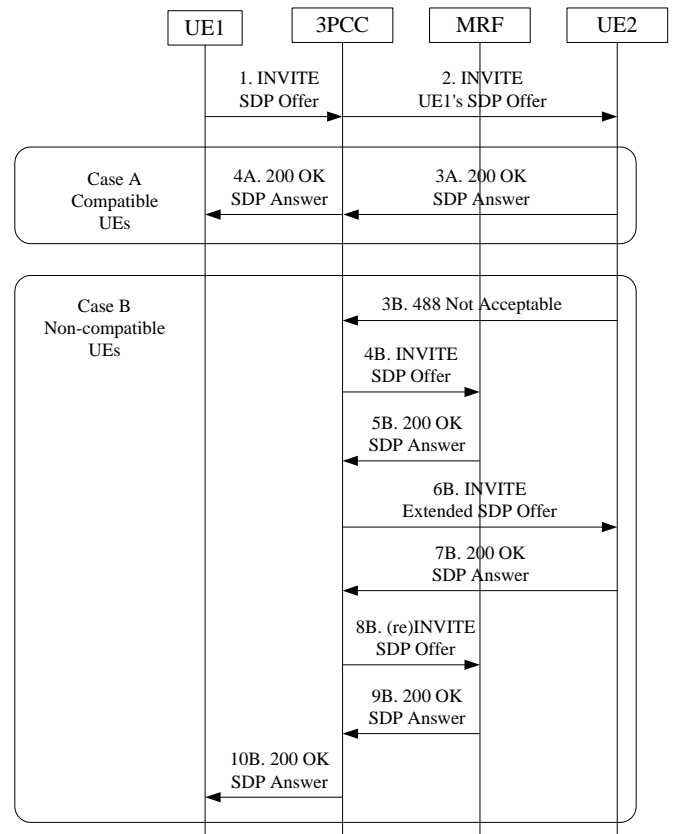 UE1
3PCC
MRF
UE2
1. INVITE
SDP Offer
2. INVITE
UE1's SDP Offer
Case A
Compatible
UEs
4A. 200 OK
SDP Answer
3A. 200 OK
SDP Answer
Case B
Non-compatible
UEs
3B. 488 Not Acceptable
4B. INVITE
SDP Offer
5B. 200 OK
SDP Answer
6B. INVITE
Extended SDP Offer
7B. 200 OK
SDP Answer
8B. (re)INVITE
SDP Offer
9B. 200 OK
SDP Answer
10B. 200 OK
SDP Answer